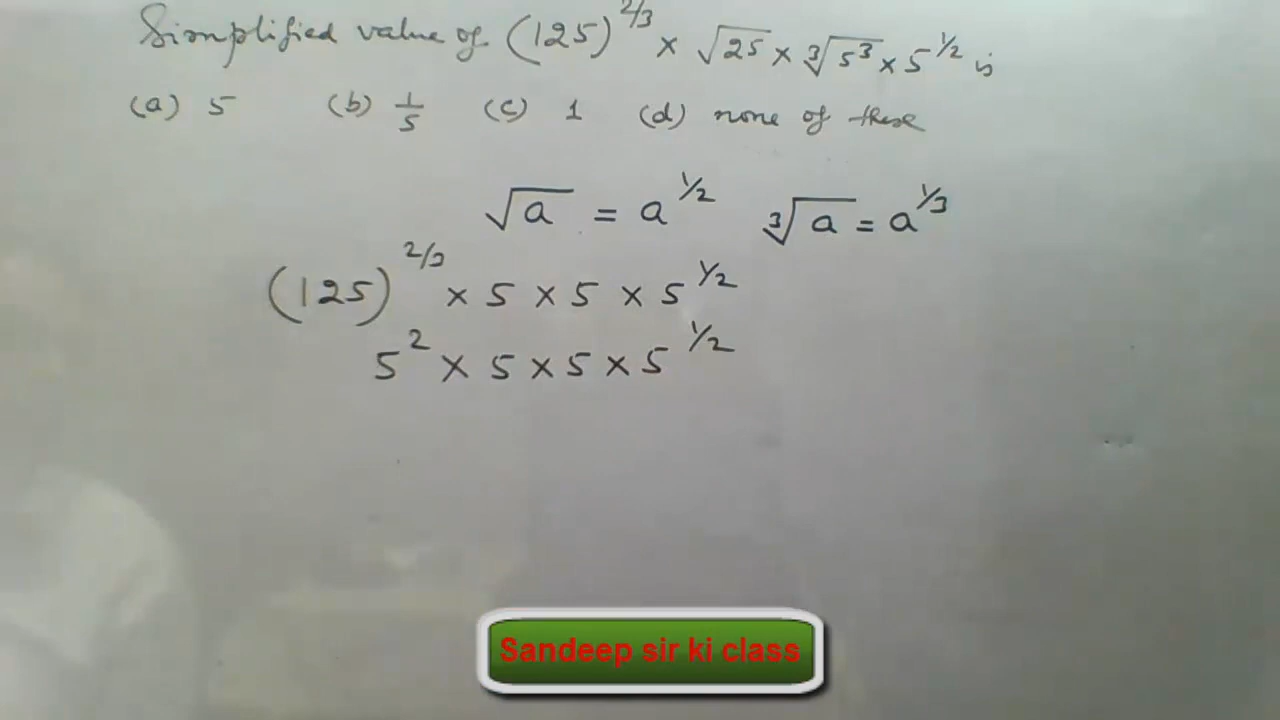 Simplified value of (125)^2/3 × √25 × ∛5³ × 5^1/2 is
(a) 5 (b) 1/5 (c) 1 (d) none of these
√a = a^1/2 ∛a = a^1/3
(125)^2/3 × 5 × 5 × 5^1/2
5² × 5 × 5 × 5^1/2
Sandeep sir ki class